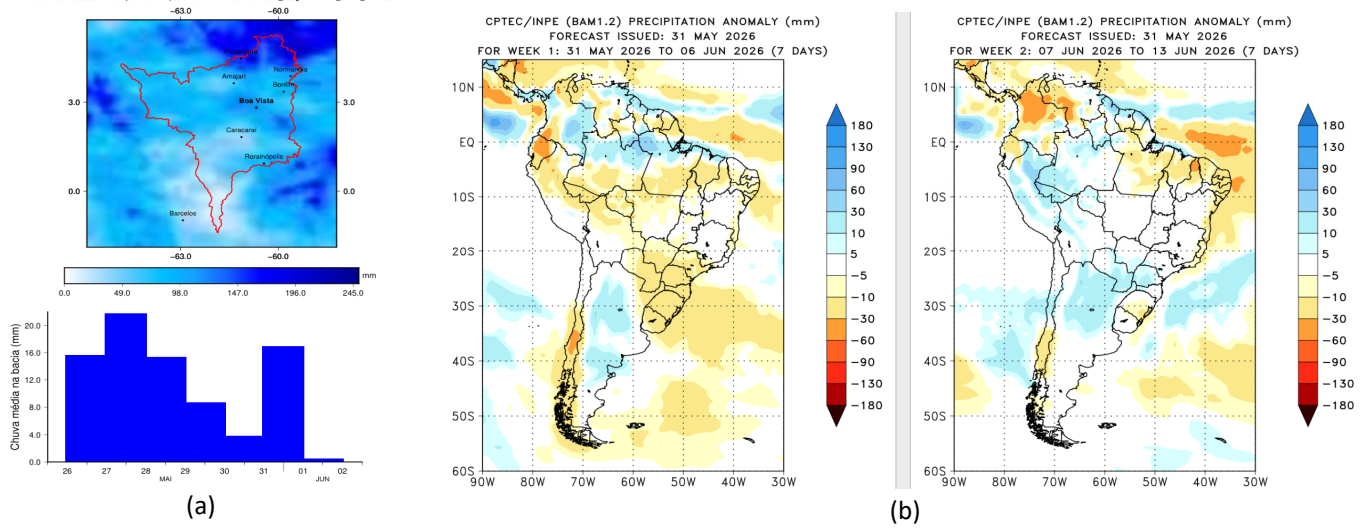 −63.0 −60.0
Normandia
Amajari
Bonfim
Boa Vista
3.0 3.0
Caracaraí
Rorainópolis
0.0 0.0
Barcelos
−63.0 −60.0
mm
0.0 49.0 98.0 147.0 196.0 245.0
Chuva média na bacia (mm)
20.0
16.0
12.0
8.0
4.0
0.0
26 27 28 29 30 31 01 02
MAI JUN
(a)
CPTEC/INPE (BAM1.2) PRECIPITATION ANOMALY (mm)
FORECAST ISSUED: 31 MAY 2026
FOR WEEK 1: 31 MAY 2026 TO 06 JUN 2026 (7 DAYS)
10N
EQ
10S
20S
30S
40S
50S
60S
90W 80W 70W 60W 50W 40W 30W
180
130
90
60
30
10
5
−5
−10
−30
−60
−90
−130
−180
CPTEC/INPE (BAM1.2) PRECIPITATION ANOMALY (mm)
FORECAST ISSUED: 31 MAY 2026
FOR WEEK 2: 07 JUN 2026 TO 13 JUN 2026 (7 DAYS)
10N
EQ
10S
20S
30S
40S
50S
60S
90W 80W 70W 60W 50W 40W 30W
180
130
90
60
30
10
5
−5
−10
−30
−60
−90
−130
−180
(b)